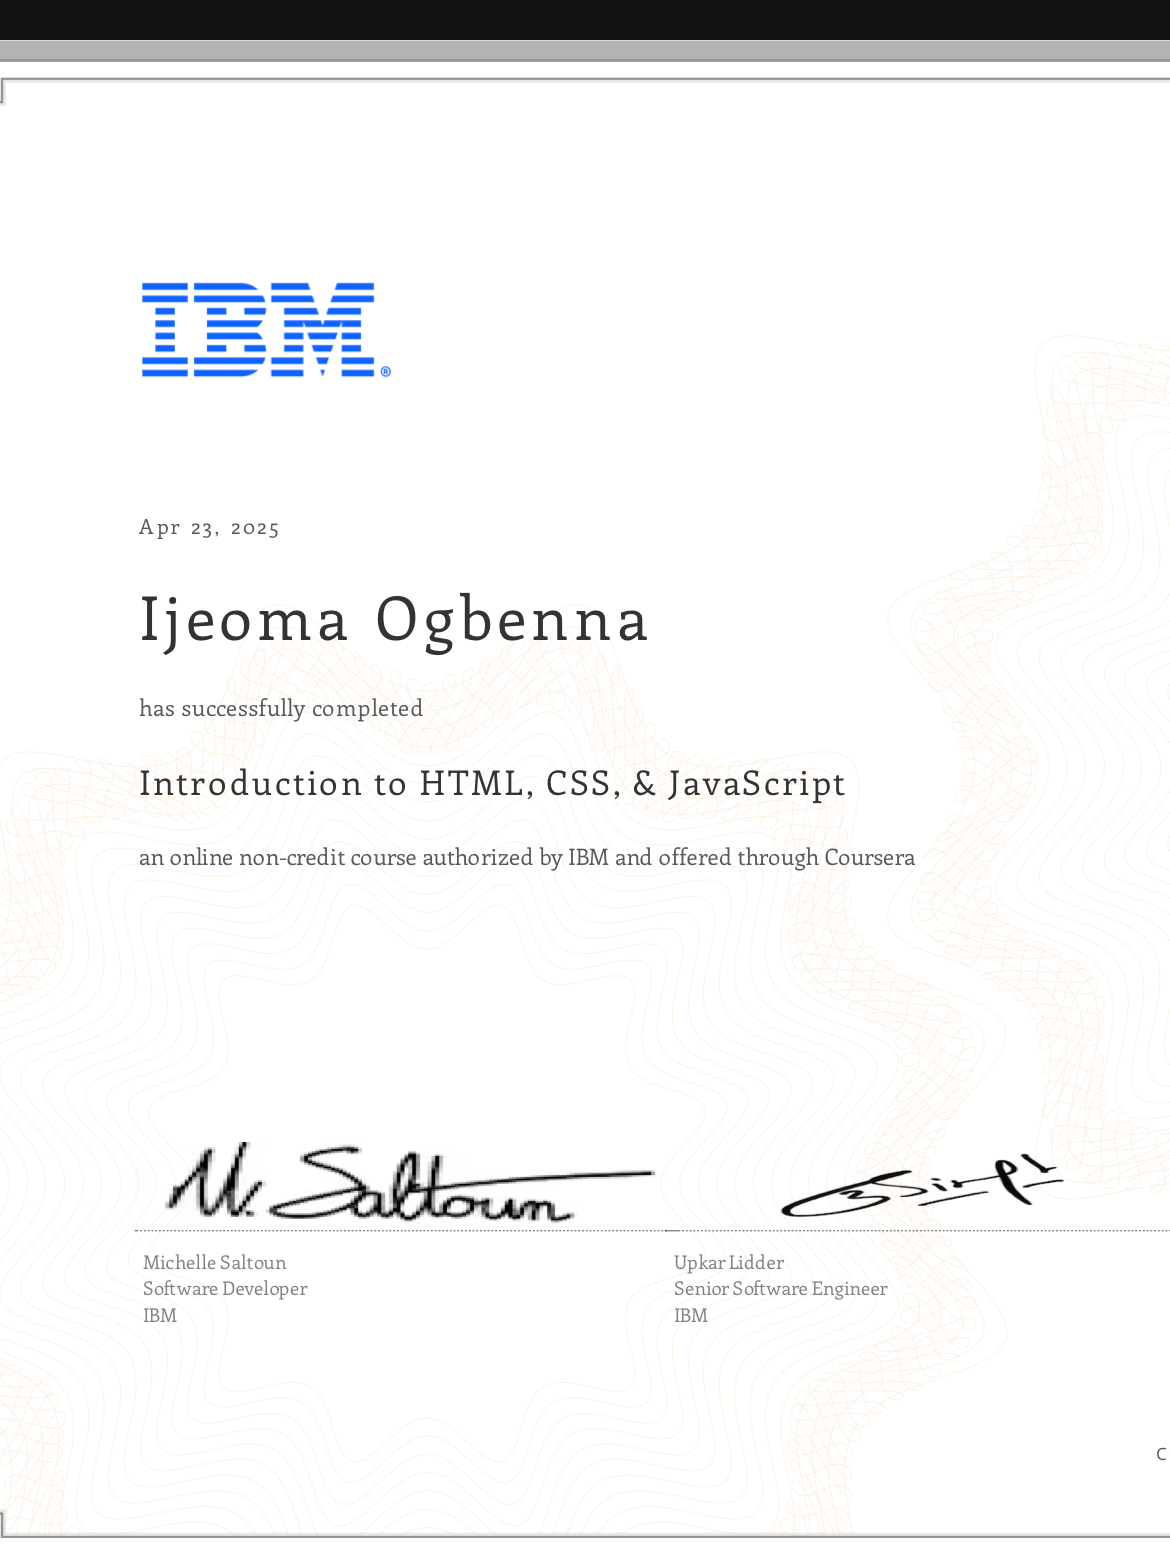 IBM®
Apr 23, 2025
Ijeoma Ogbenna
has successfully completed
Introduction to HTML, CSS, & JavaScript
an online non-credit course authorized by IBM and offered through Coursera
M. Saltoun
Michelle Saltoun
Software Developer
IBM
Upkar Lidder
Senior Software Engineer
IBM
C